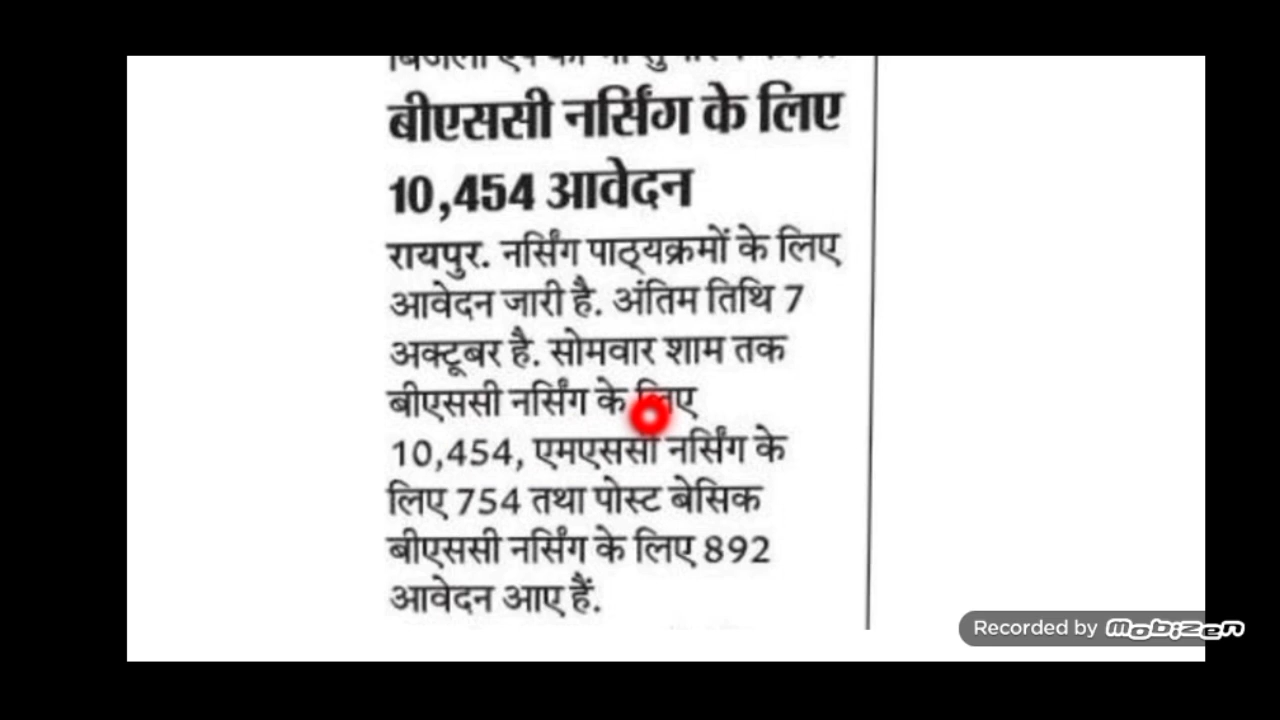 बीएससी नर्सिंग के लिए
10,454 आवेदन
रायपुर. नर्सिंग पाठ्यक्रमों के लिए
आवेदन जारी है. अंतिम तिथि 7
अक्टूबर है. सोमवार शाम तक
बीएससी नर्सिंग के लिए
10,454, एमएससी नर्सिंग के
लिए 754 तथा पोस्ट बेसिक
बीएससी नर्सिंग के लिए 892
आवेदन आए हैं.
Recorded by Mobizen